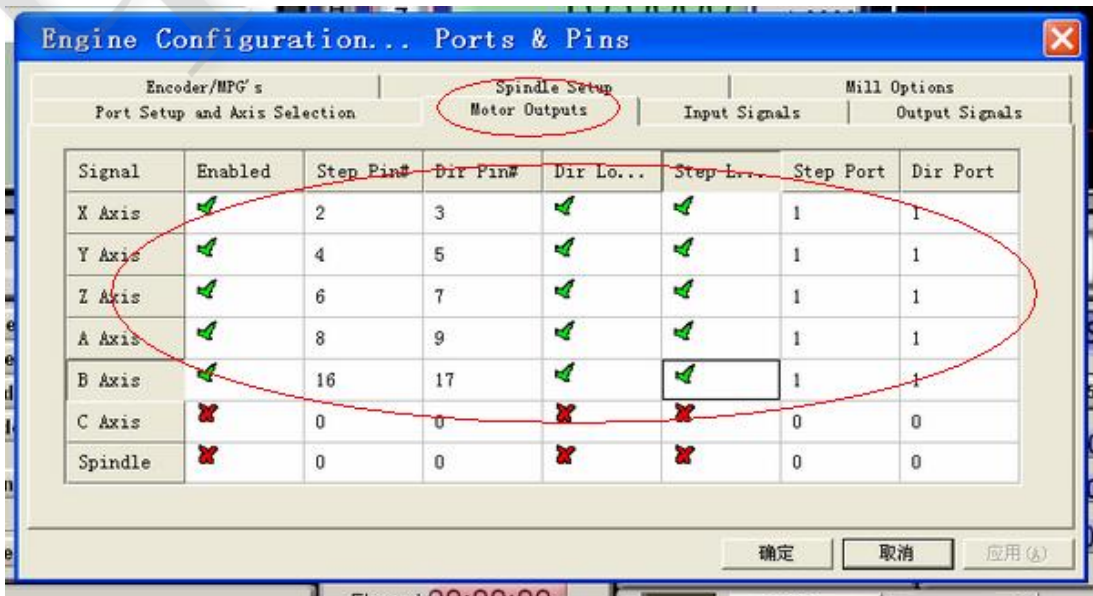 Engine Configuration... Ports & Pins
Encoder/MPG's Spindle Setup Mill Options
Port Setup and Axis Selection Motor Outputs Input Signals Output Signals
Signal Enabled Step Pin# Dir Pin# Dir Lo... Step L... Step Port Dir Port
X Axis 2 3 1 1
Y Axis 4 5 1 1
Z Axis 6 7 1 1
A Axis 8 9 1 1
B Axis 16 17 1 1
C Axis 0 0 0 0
Spindle 0 0 0 0
确定 取消 应用(A)